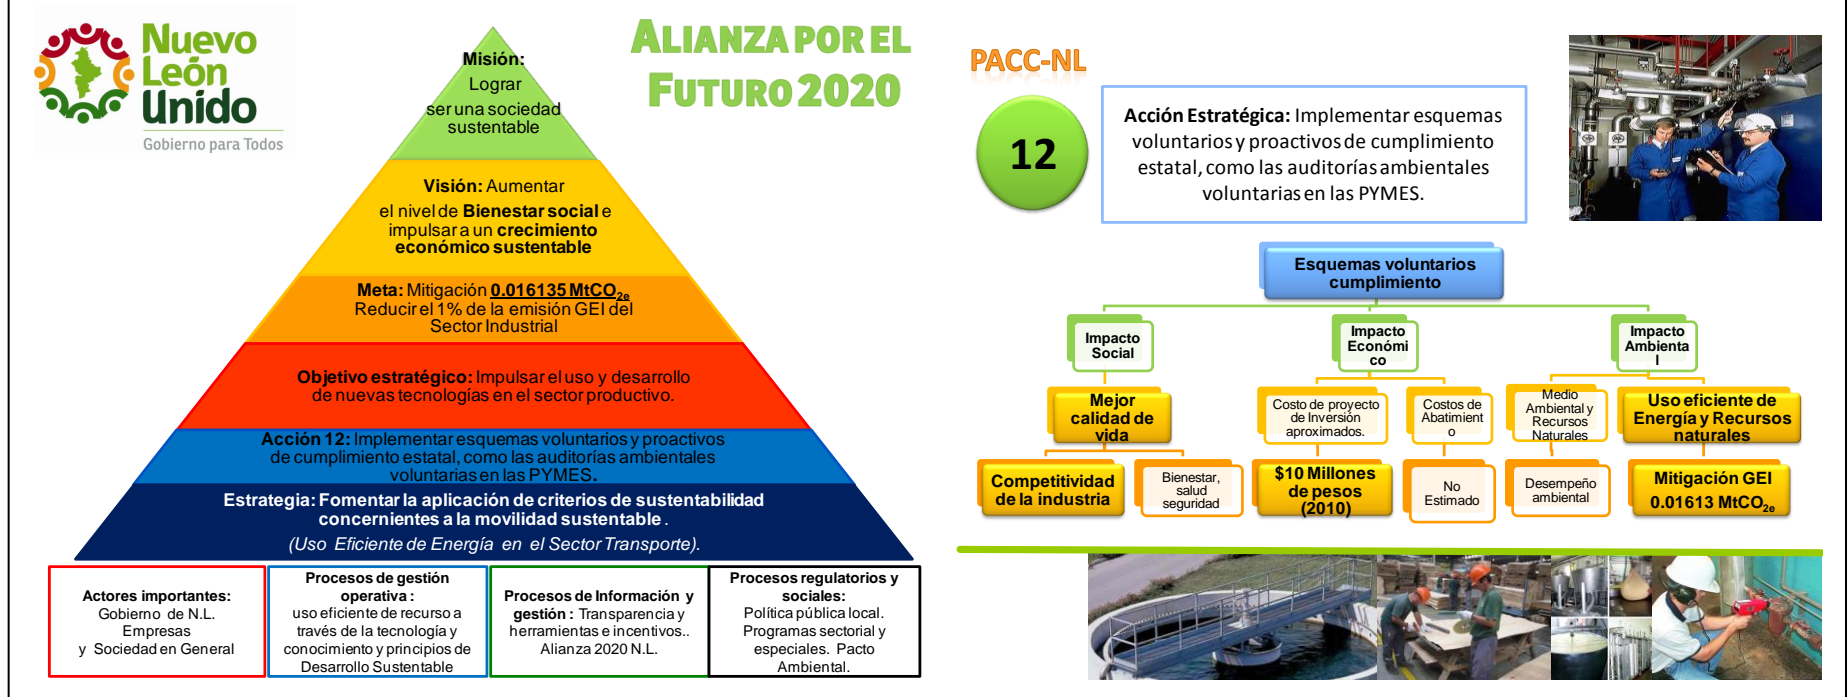 Nuevo
León
Unido
Gobierno para Todos
ALIANZA POR EL
FUTURO 2020
Misión:
Lograr
ser una sociedad
sustentable
Visión: Aumentar
el nivel de Bienestar social e
impulsar a un crecimiento
económico sustentable
Meta: Mitigación 0.016135 MtCO2e
Reducir el 1% de la emisión GEI del
Sector Industrial
Objetivo estratégico: Impulsar el uso y desarrollo
de nuevas tecnologías en el sector productivo.
Acción 12: Implementar esquemas voluntarios y proactivos
de cumplimiento estatal, como las auditorías ambientales
voluntarias en las PYMES.
Estrategia: Fomentar la aplicación de criterios de sustentabilidad
concernientes a la movilidad sustentable .
(Uso Eficiente de Energía en el Sector Transporte).
Actores importantes:
Gobierno de N.L.
Empresas
y Sociedad en General
Procesos de gestión
operativa :
uso eficiente de recurso a
través de la tecnología y
conocimiento y principios de
Desarrollo Sustentable
Procesos de Información y
gestión : Transparencia y
herramientas e incentivos..
Alianza 2020 N.L.
Procesos regulatorios y
sociales:
Política pública local.
Programas sectorial y
especiales. Pacto
Ambiental.
PACC-NL
12
Acción Estratégica: Implementar esquemas
voluntarios y proactivos de cumplimiento
estatal, como las auditorías ambientales
voluntarias en las PYMES.
Esquemas voluntarios
cumplimiento
Impacto
Social
Impacto
Económi
co
Impacto
Ambienta
l
Mejor
calidad de
vida
Costo de proyecto
de Inversión
aproximados.
Costos de
Abatimient
o
Medio
Ambiental y
Recursos
Naturales
Uso eficiente de
Energía y Recursos
naturales
Competitividad
de la industria
Bienestar,
salud
seguridad
$10 Millones
de pesos
(2010)
No
Estimado
Desempeño
ambiental
Mitigación GEI
0.01613 MtCO2e